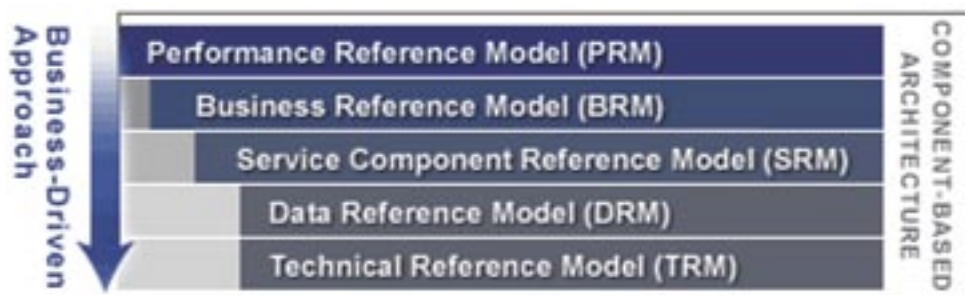 Business-Driven
Approach
Performance Reference Model (PRM)
Business Reference Model (BRM)
Service Component Reference Model (SRM)
Data Reference Model (DRM)
Technical Reference Model (TRM)
COMPONENT-BASED
ARCHITECTURE